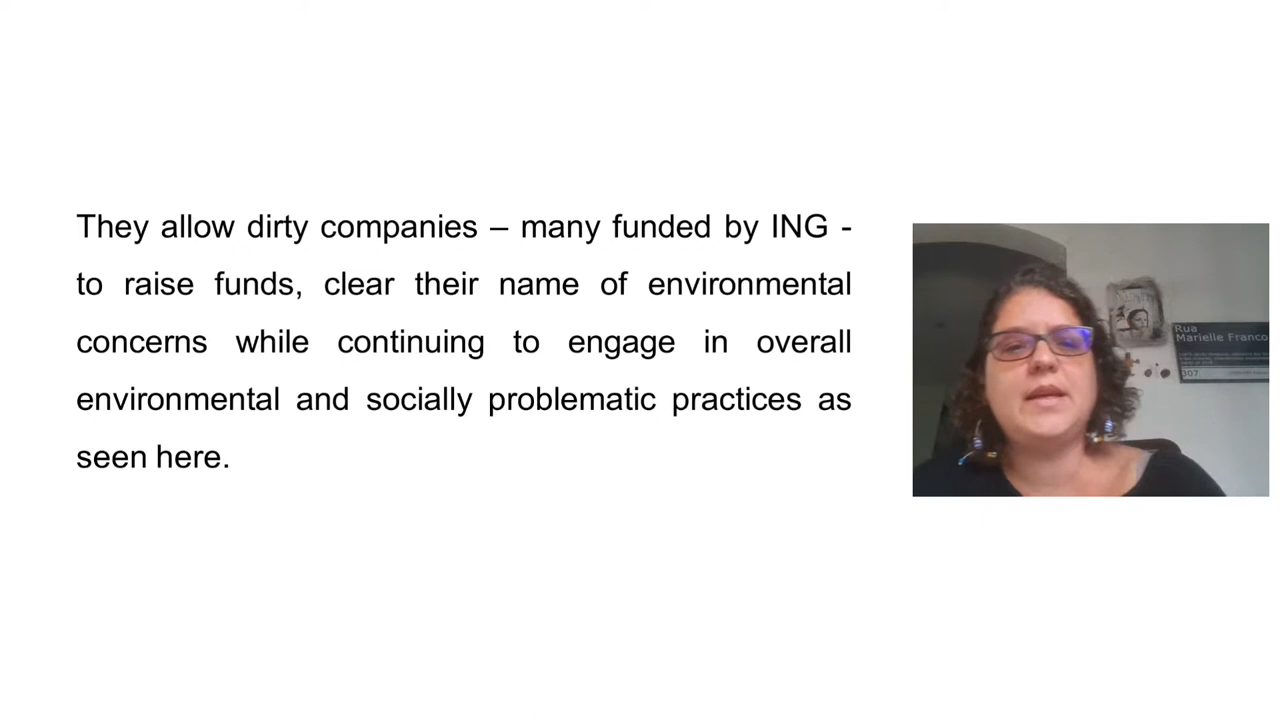 They allow dirty companies – many funded by ING -
to raise funds, clear their name of environmental
concerns while continuing to engage in overall
environmental and socially problematic practices as
seen here.
Rua
Marielle Franco
307